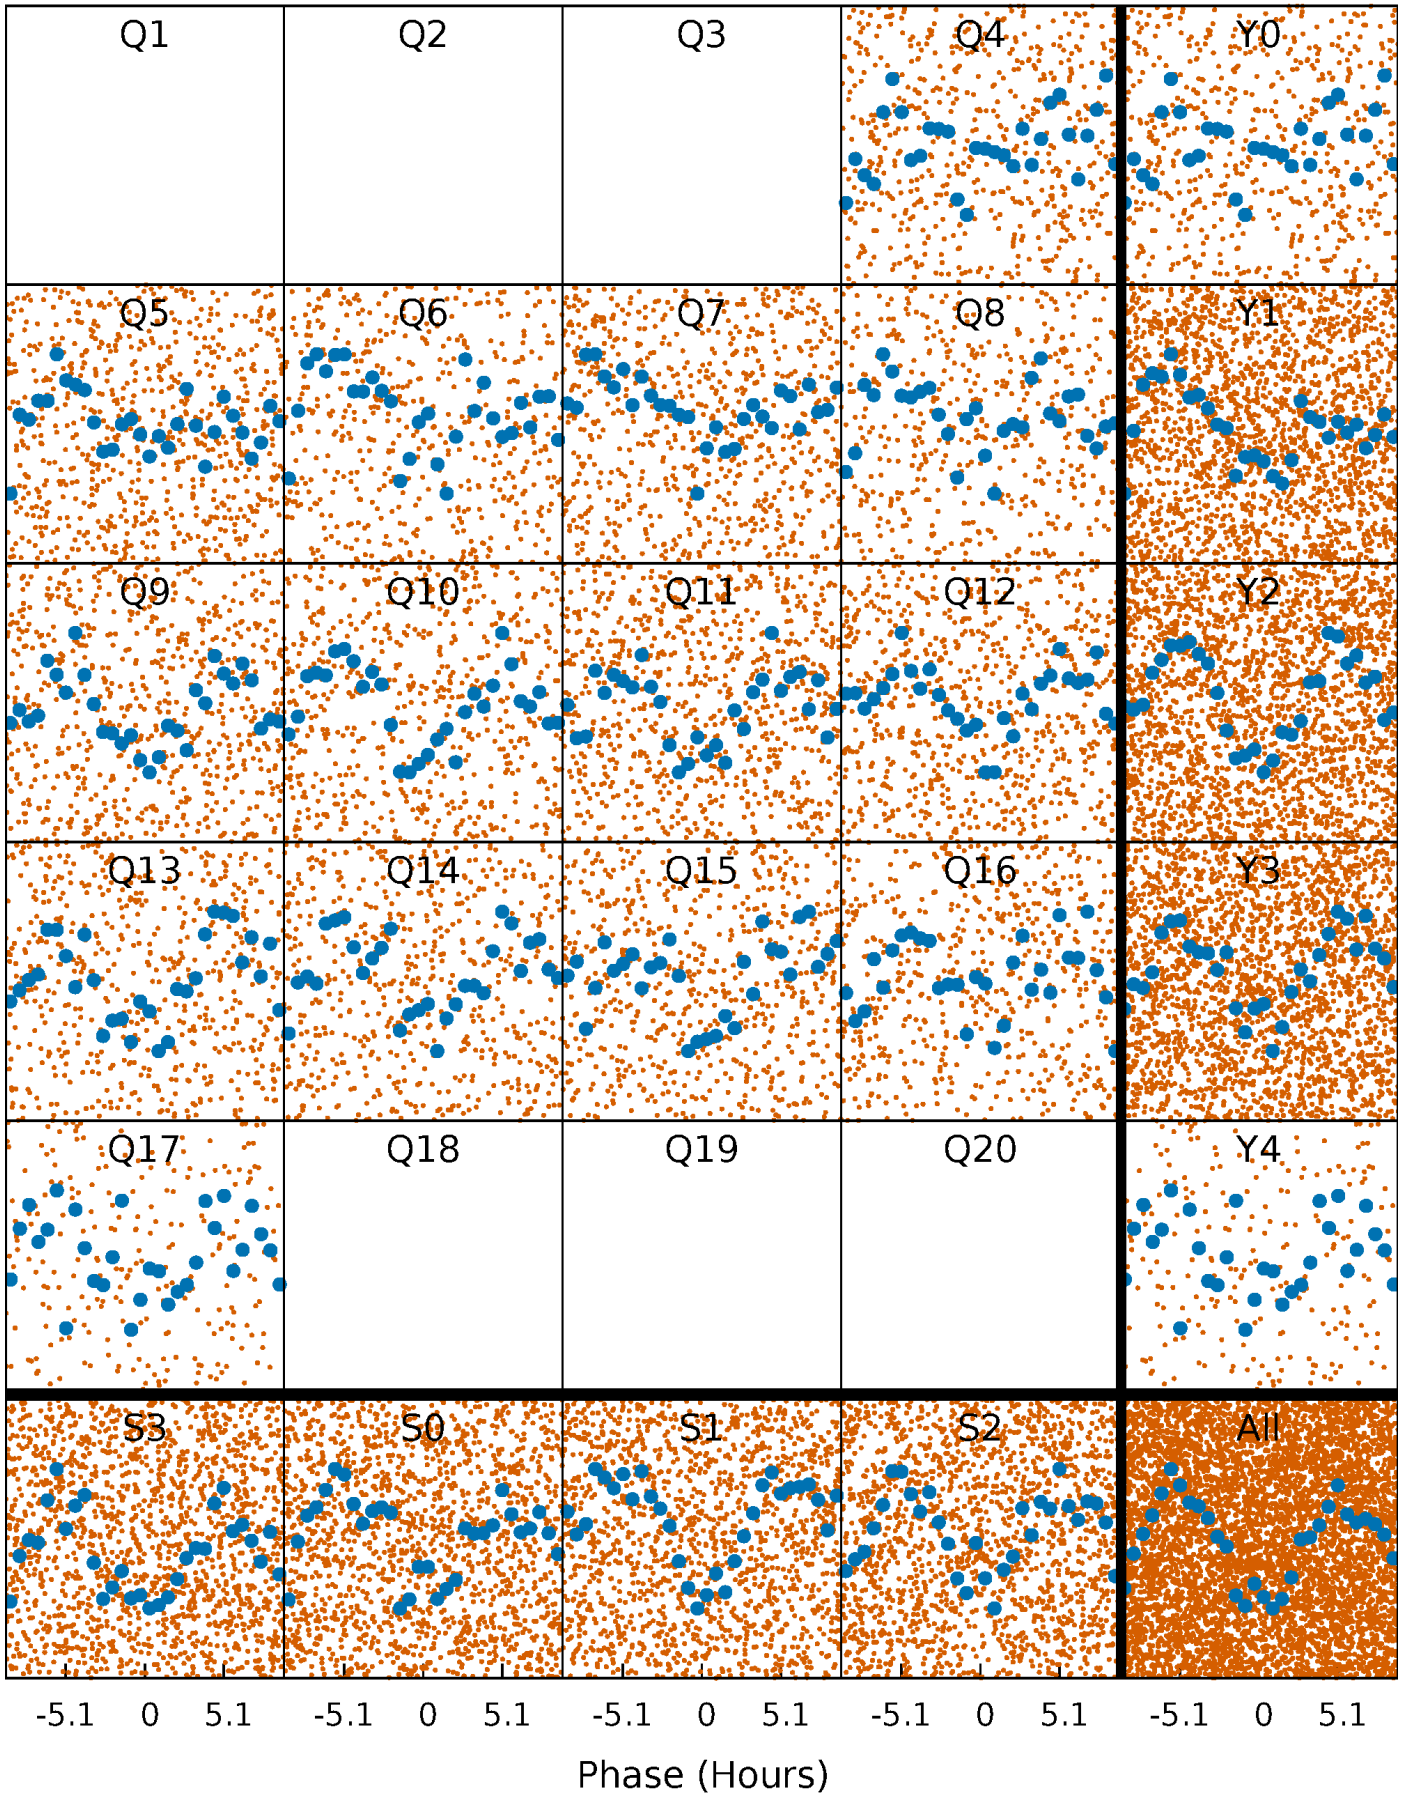 Q1 Q2 Q3 Q4 Y0
Q5 Q6 Q7 Q8 Y1
Q9 Q10 Q11 Q12 Y2
Q13 Q14 Q15 Q16 Y3
Q17 Q18 Q19 Q20 Y4
S3 S0 S1 S2 All
-5.1 0 5.1 -5.1 0 5.1 -5.1 0 5.1 -5.1 0 5.1 -5.1 0 5.1
Phase (Hours)